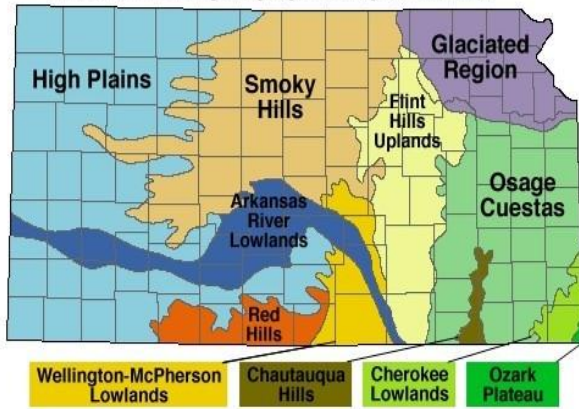 Glaciated
Region
High Plains
Smoky
Hills
Flint
Hills
Uplands
Osage
Cuestas
Arkansas
River
Lowlands
Red
Hills
Wellington-McPherson
Lowlands
Chautauqua
Hills
Cherokee
Lowlands
Ozark
Plateau